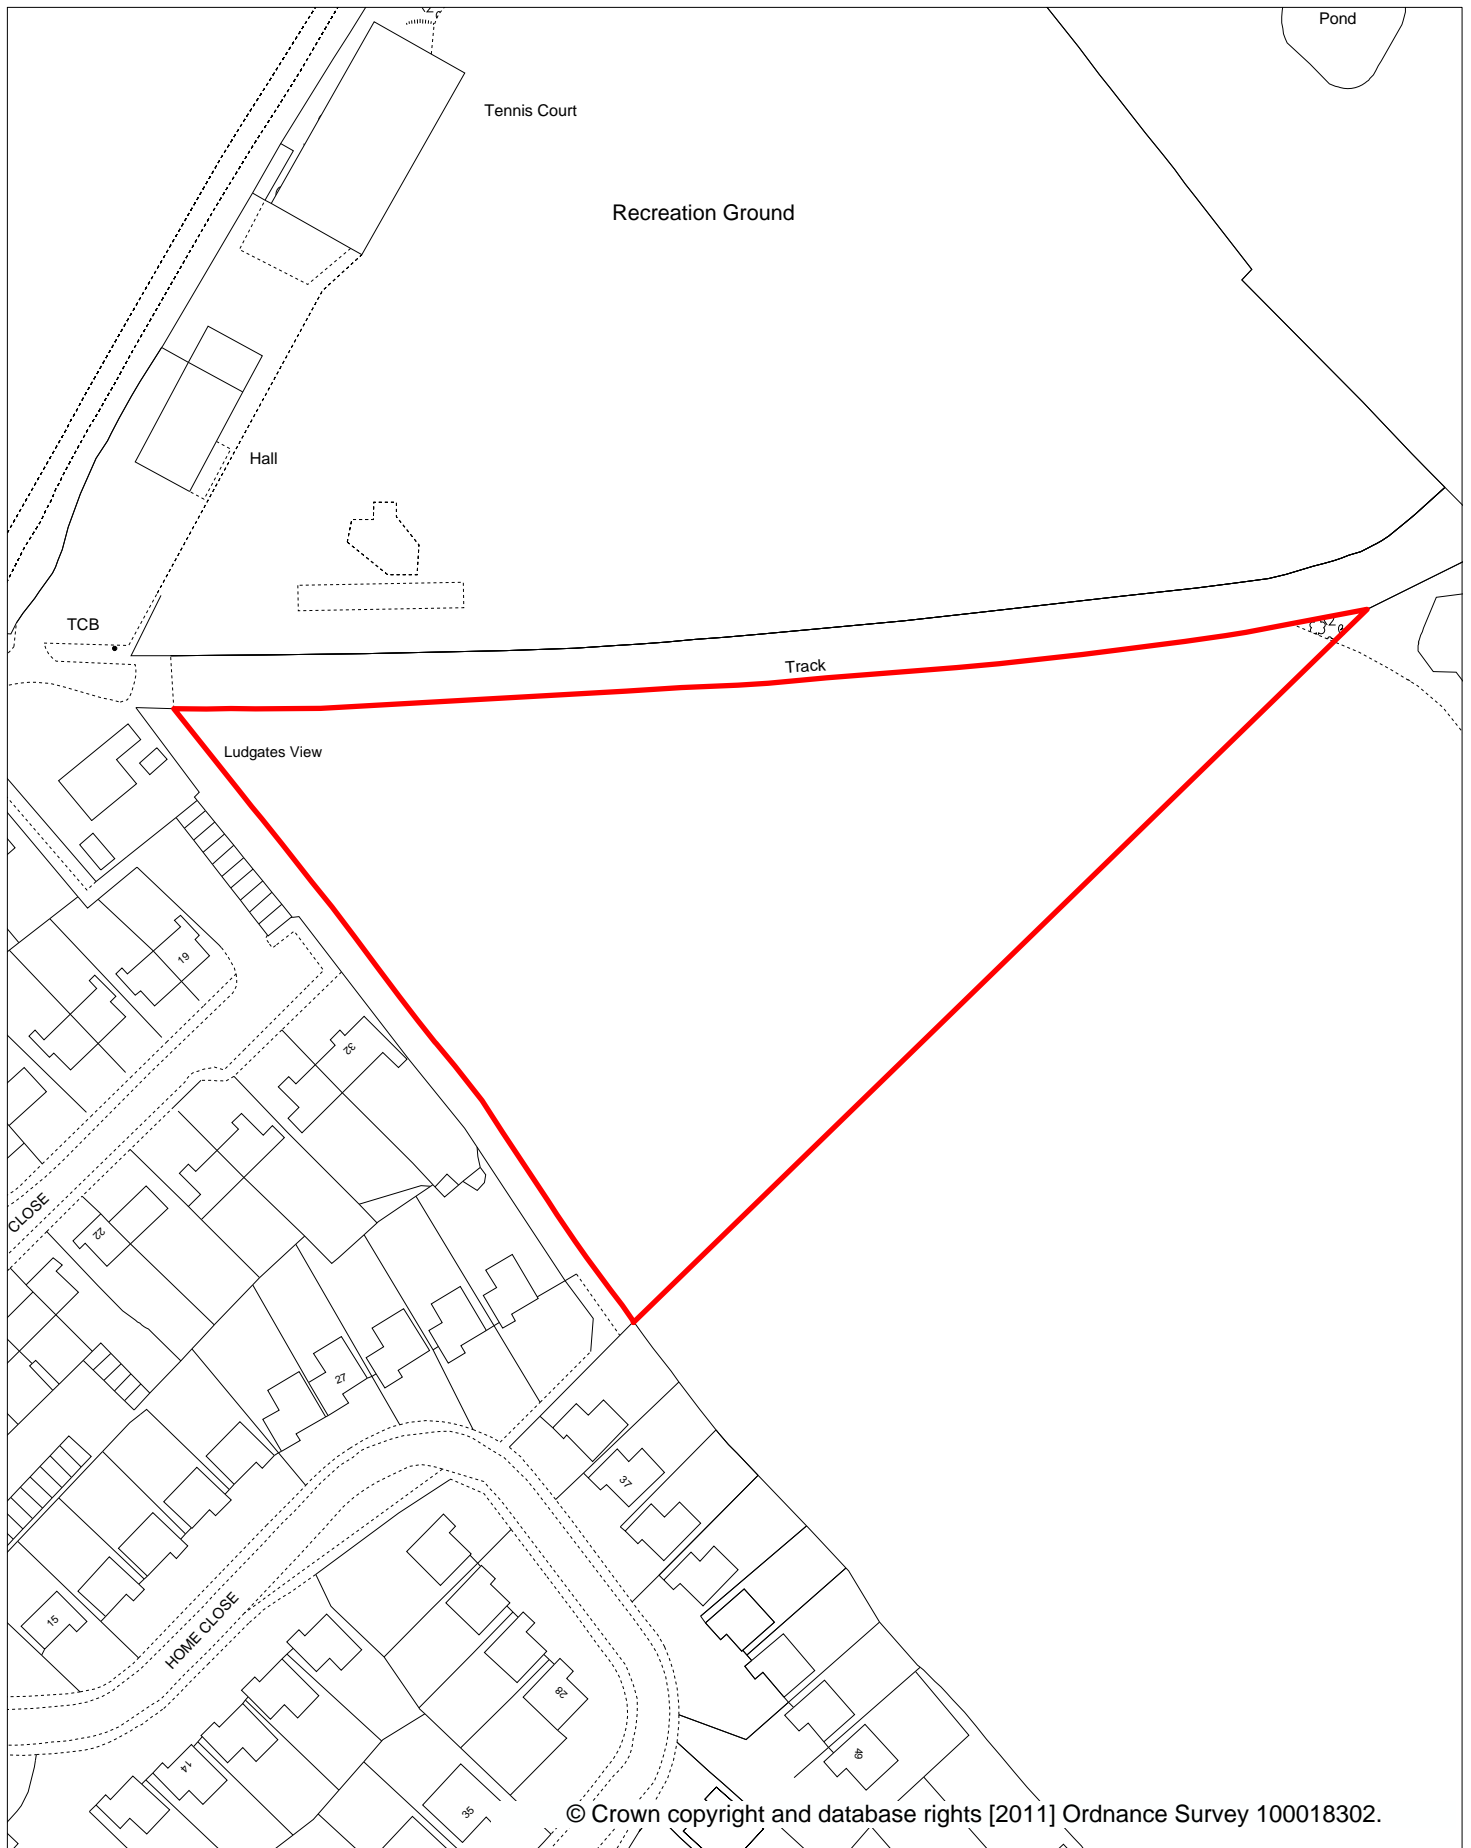 Pond
Tennis Court
Recreation Ground
Hall
TCB
Track
Ludgates View
19
32
CLOSE
22
27
37
15
HOME CLOSE
28
14
49
35
© Crown copyright and database rights [2011] Ordnance Survey 100018302.